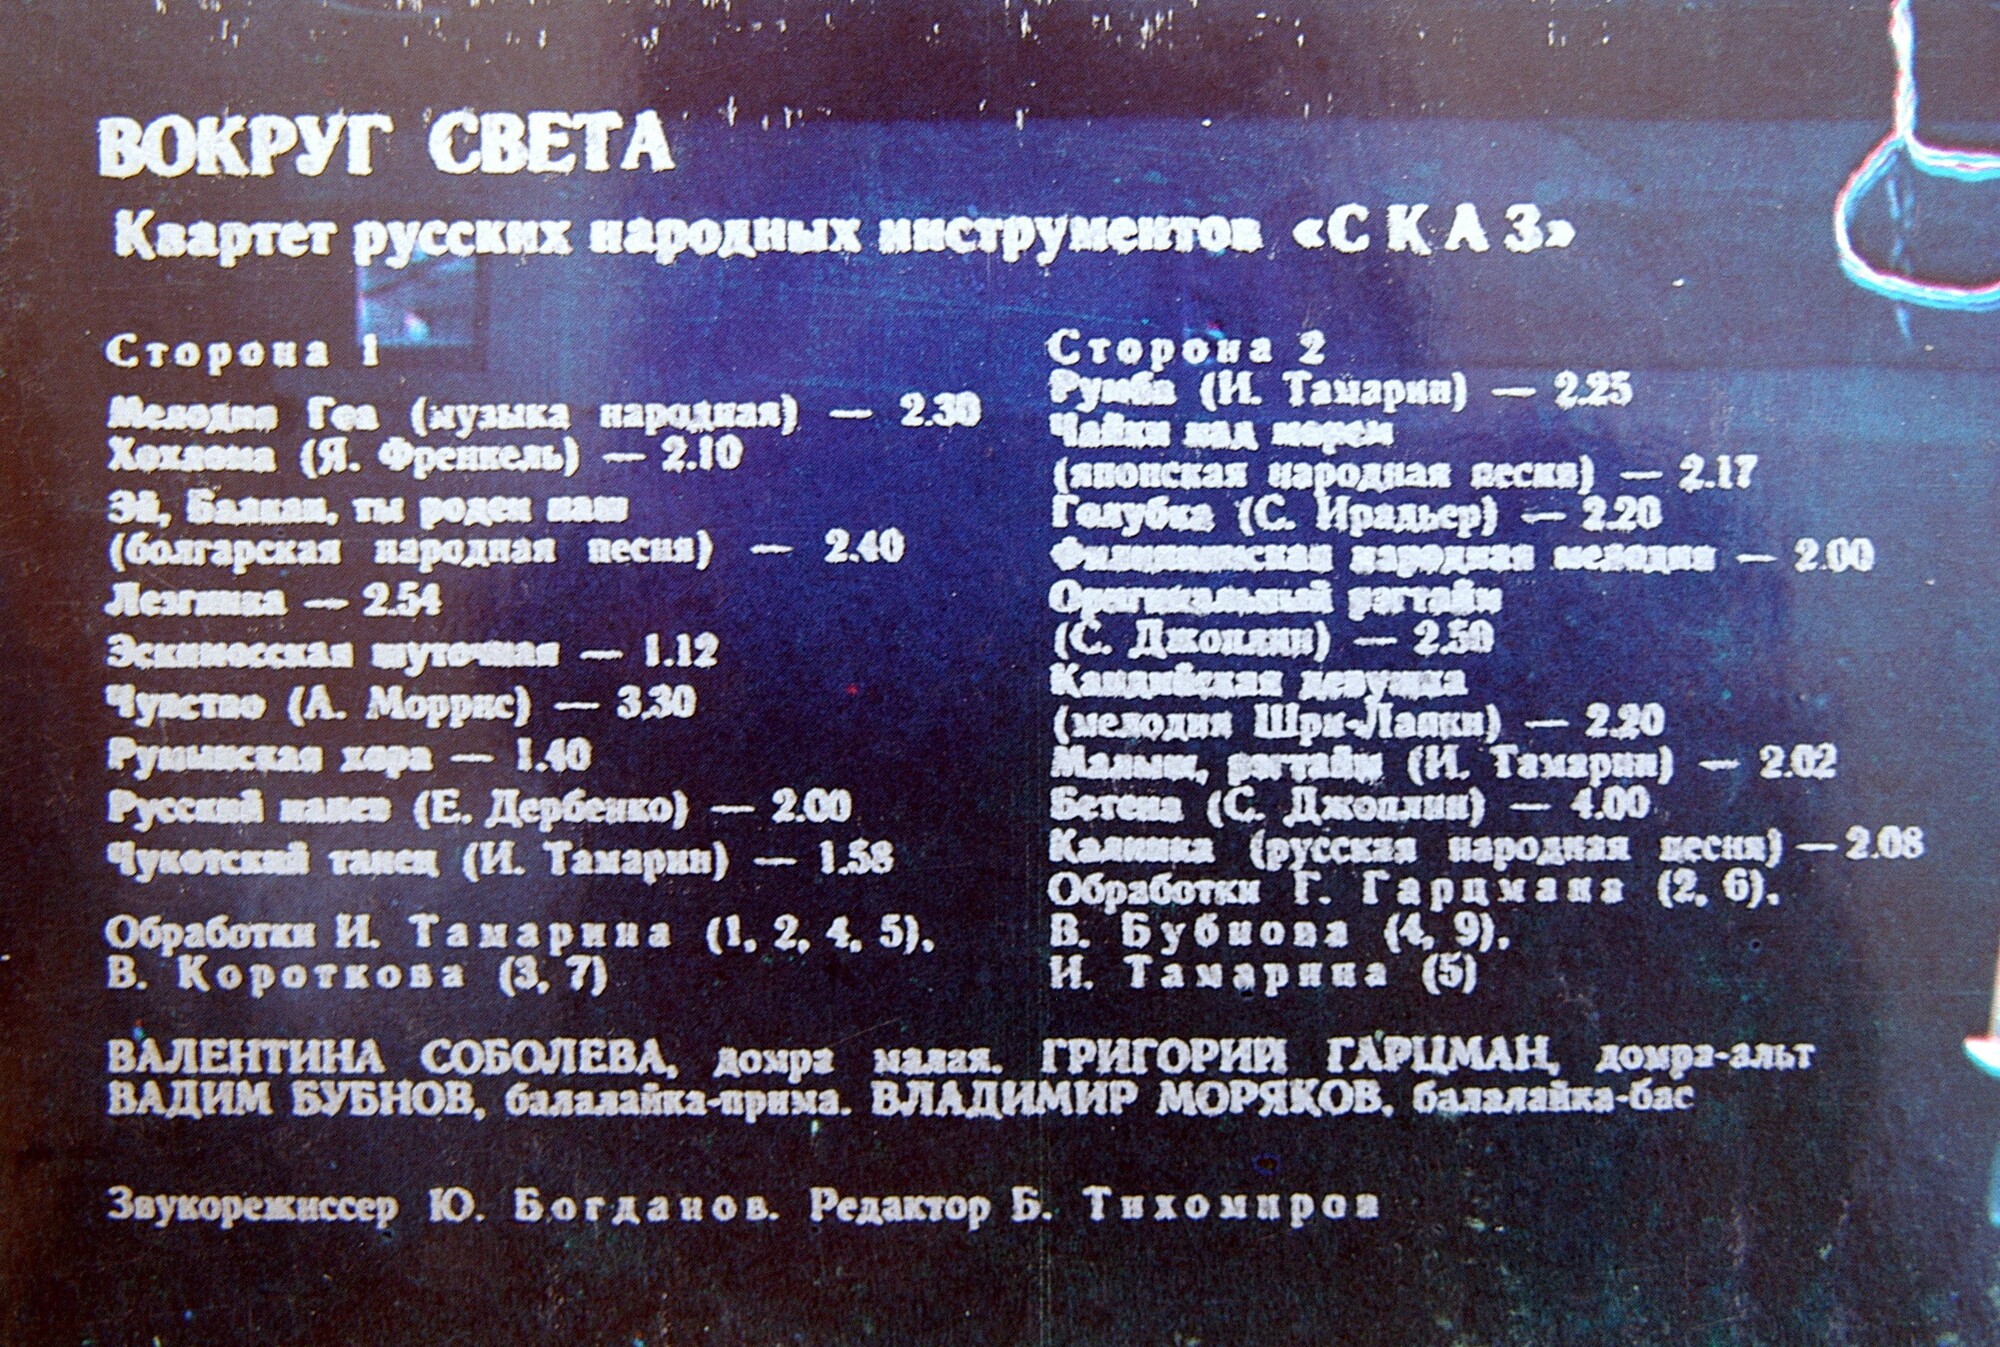 ВОКРУГ СВЕТА
Квартет русских народных инструментов «СКАЗ»
Сторона 1
Мелодия Гоа (музыка народная) — 2.30
Хохлома (Я. Френкель) — 2.10
Эй, Балкан, ты роден наш
(болгарская народная песня) — 2.40
Лезгинка — 2.54
Эскимосская шуточная — 1.12
Чувство (А. Моррис) — 3.30
Румынская хора — 1.40
Русский танец (Е. Дербенко) — 2.00
Чукотский танец (И. Тамарин) — 1.58
Обработки И. Тамарина (1, 2, 4, 5),
В. Короткова (3, 7)
Сторона 2
Румба (И. Тамарин) — 2.25
Чайки над морем
(японская народная песня) — 2.17
Голубка (С. Ирадьер) — 2.20
Филиппинская народная мелодия — 2.00
Оригинальный рэгтайм
(С. Джоплин) — 2.50
Кандийская девушка
(мелодия Шри-Ланки) — 2.20
Малыш, рэгтайм (И. Тамарин) — 2.02
Бетена (С. Джоплин) — 4.00
Калинка (русская народная песня) — 2.08
Обработки Г. Гарцмана (2, 6),
В. Бубнова (4, 9),
И. Тамарина (5)
ВАЛЕНТИНА СОБОЛЕВА, домра малая. ГРИГОРИЙ ГАРЦМАН, домра-альт
ВАДИМ БУБНОВ, балалайка-прима. ВЛАДИМИР МОРЯКОВ, балалайка-бас
Звукорежиссер Ю. Богданов. Редактор Б. Тихомиров